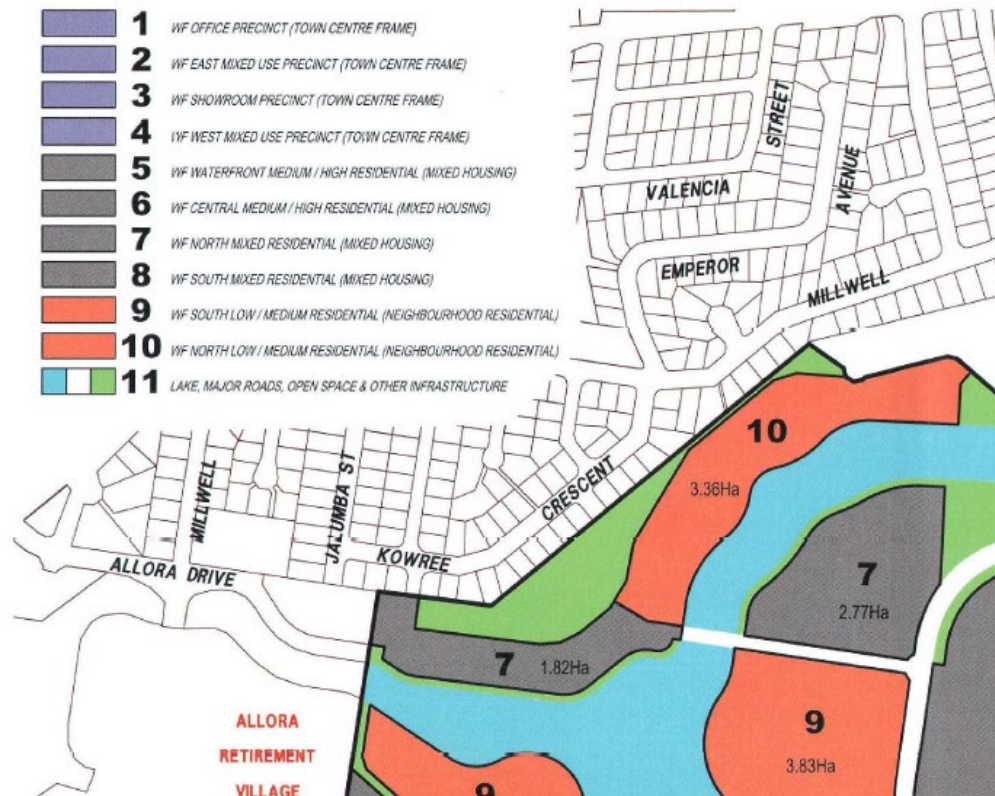 1 WF OFFICE PRECINCT (TOWN CENTRE FRAME)
2 WF EAST MIXED USE PRECINCT (TOWN CENTRE FRAME)
3 WF SHOWROOM PRECINCT (TOWN CENTRE FRAME)
4 WF WEST MIXED USE PRECINCT (TOWN CENTRE FRAME)
5 WF WATERFRONT MEDIUM / HIGH RESIDENTIAL (MIXED HOUSING)
6 WF CENTRAL MEDIUM / HIGH RESIDENTIAL (MIXED HOUSING)
7 WF NORTH MIXED RESIDENTIAL (MIXED HOUSING)
8 WF SOUTH MIXED RESIDENTIAL (MIXED HOUSING)
9 WF SOUTH LOW / MEDIUM RESIDENTIAL (NEIGHBOURHOOD RESIDENTIAL)
10 WF NORTH LOW / MEDIUM RESIDENTIAL (NEIGHBOURHOOD RESIDENTIAL)
11 LAKE, MAJOR ROADS, OPEN SPACE & OTHER INFRASTRUCTURE
STREET
VALENCIA
AVENUE
EMPEROR
MILLWELL
10
3.36Ha
MILLWELL
JALUMBA ST
CRESCENT
KOWREE
ALLORA DRIVE
7
2.77Ha
7 1.82Ha
ALLORA
RETIREMENT
VILLAGE
9
3.83Ha
9